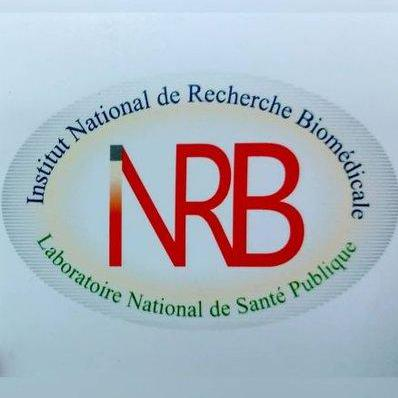 Institut National de Recherche Biomédicale
INRB
Laboratoire National de Santé Publique